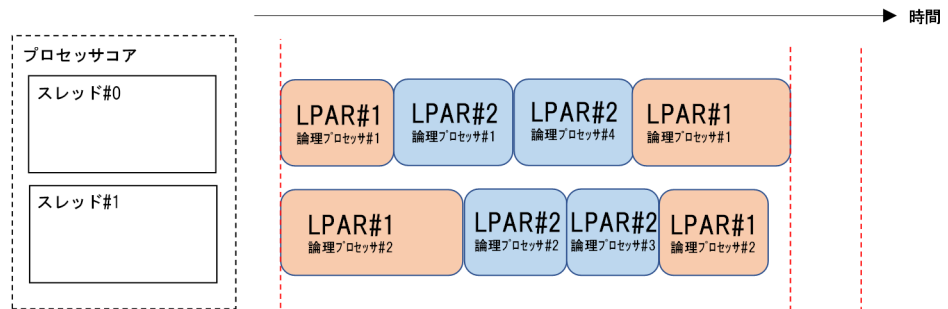 時間
プロセッサコア
スレッド#0
LPAR#1
論理プロセッサ#1
LPAR#2
論理プロセッサ#1
LPAR#2
論理プロセッサ#4
LPAR#1
論理プロセッサ#1
スレッド#1
LPAR#1
論理プロセッサ#2
LPAR#2
論理プロセッサ#2
LPAR#2
論理プロセッサ#3
LPAR#1
論理プロセッサ#2